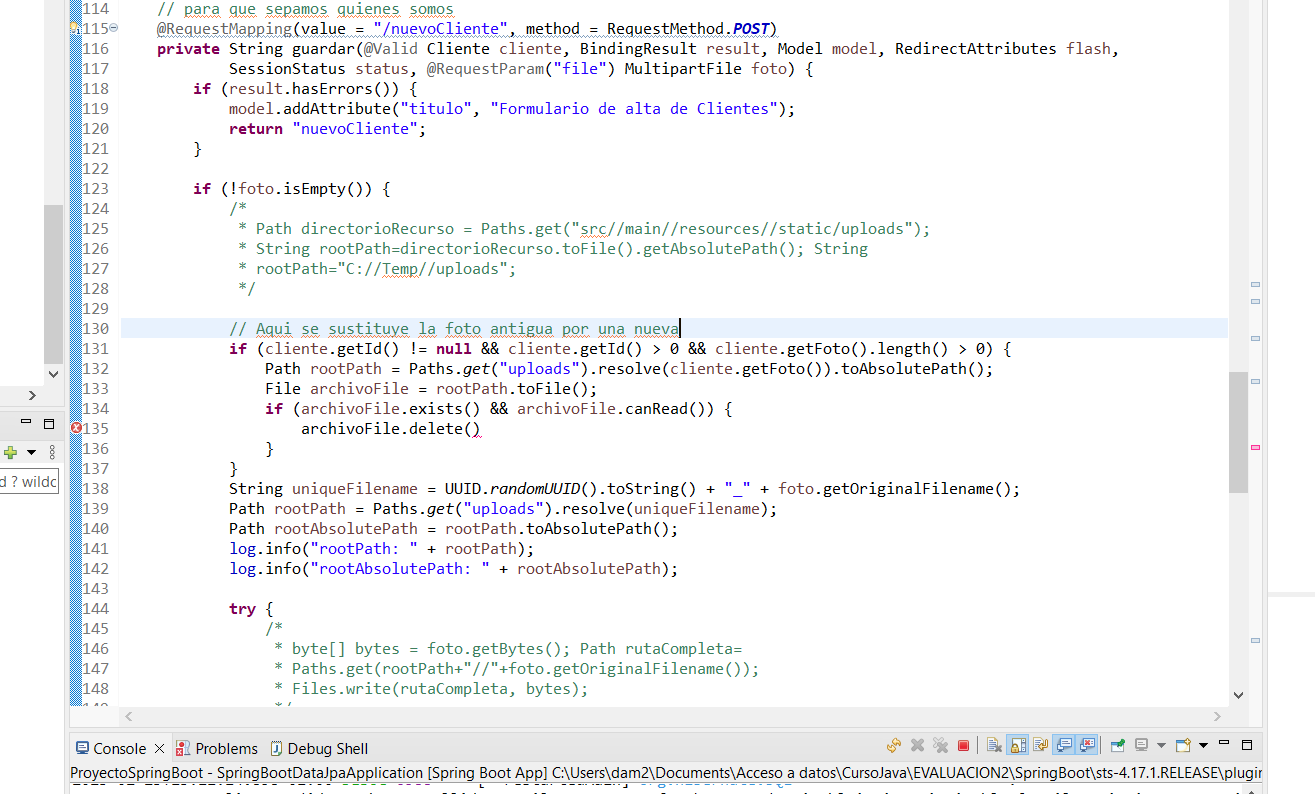 114 // para que sepamos quienes somos
115 @RequestMapping(value = "/nuevoCliente", method = RequestMethod.POST)
116 private String guardar(@Valid Cliente cliente, BindingResult result, Model model, RedirectAttributes flash,
117 SessionStatus status, @RequestParam("file") MultipartFile foto) {
118 if (result.hasErrors()) {
119 model.addAttribute("titulo", "Formulario de alta de Clientes");
120 return "nuevoCliente";
121 }
122
123 if (!foto.isEmpty()) {
124 /*
125 * Path directorioRecurso = Paths.get("src//main//resources//static/uploads");
126 * String rootPath=directorioRecurso.toFile().getAbsolutePath(); String
127 * rootPath="C://Temp//uploads";
128 */
129
130 // Aqui se sustituye la foto antigua por una nueva
131 if (cliente.getId() != null && cliente.getId() > 0 && cliente.getFoto().length() > 0) {
132 Path rootPath = Paths.get("uploads").resolve(cliente.getFoto()).toAbsolutePath();
133 File archivoFile = rootPath.toFile();
134 if (archivoFile.exists() && archivoFile.canRead()) {
135 archivoFile.delete()
136 }
137 }
138 String uniqueFilename = UUID.randomUUID().toString() + "_" + foto.getOriginalFilename();
139 Path rootPath = Paths.get("uploads").resolve(uniqueFilename);
140 Path rootAbsolutePath = rootPath.toAbsolutePath();
141 log.info("rootPath: " + rootPath);
142 log.info("rootAbsolutePath: " + rootAbsolutePath);
143
144 try {
145 /*
146 * byte[] bytes = foto.getBytes(); Path rutaCompleta=
147 * Paths.get(rootPath+"//"+foto.getOriginalFilename());
148 * Files.write(rutaCompleta, bytes);
d ? wildc
Console Problems Debug Shell
ProyectoSpringBoot - SpringBootDataJpaApplication [Spring Boot App] C:\Users\dam2\Documents\Acceso a datos\CursoJava\EVALUACION2\SpringBoot\sts-4.17.1.RELEASE\plugin